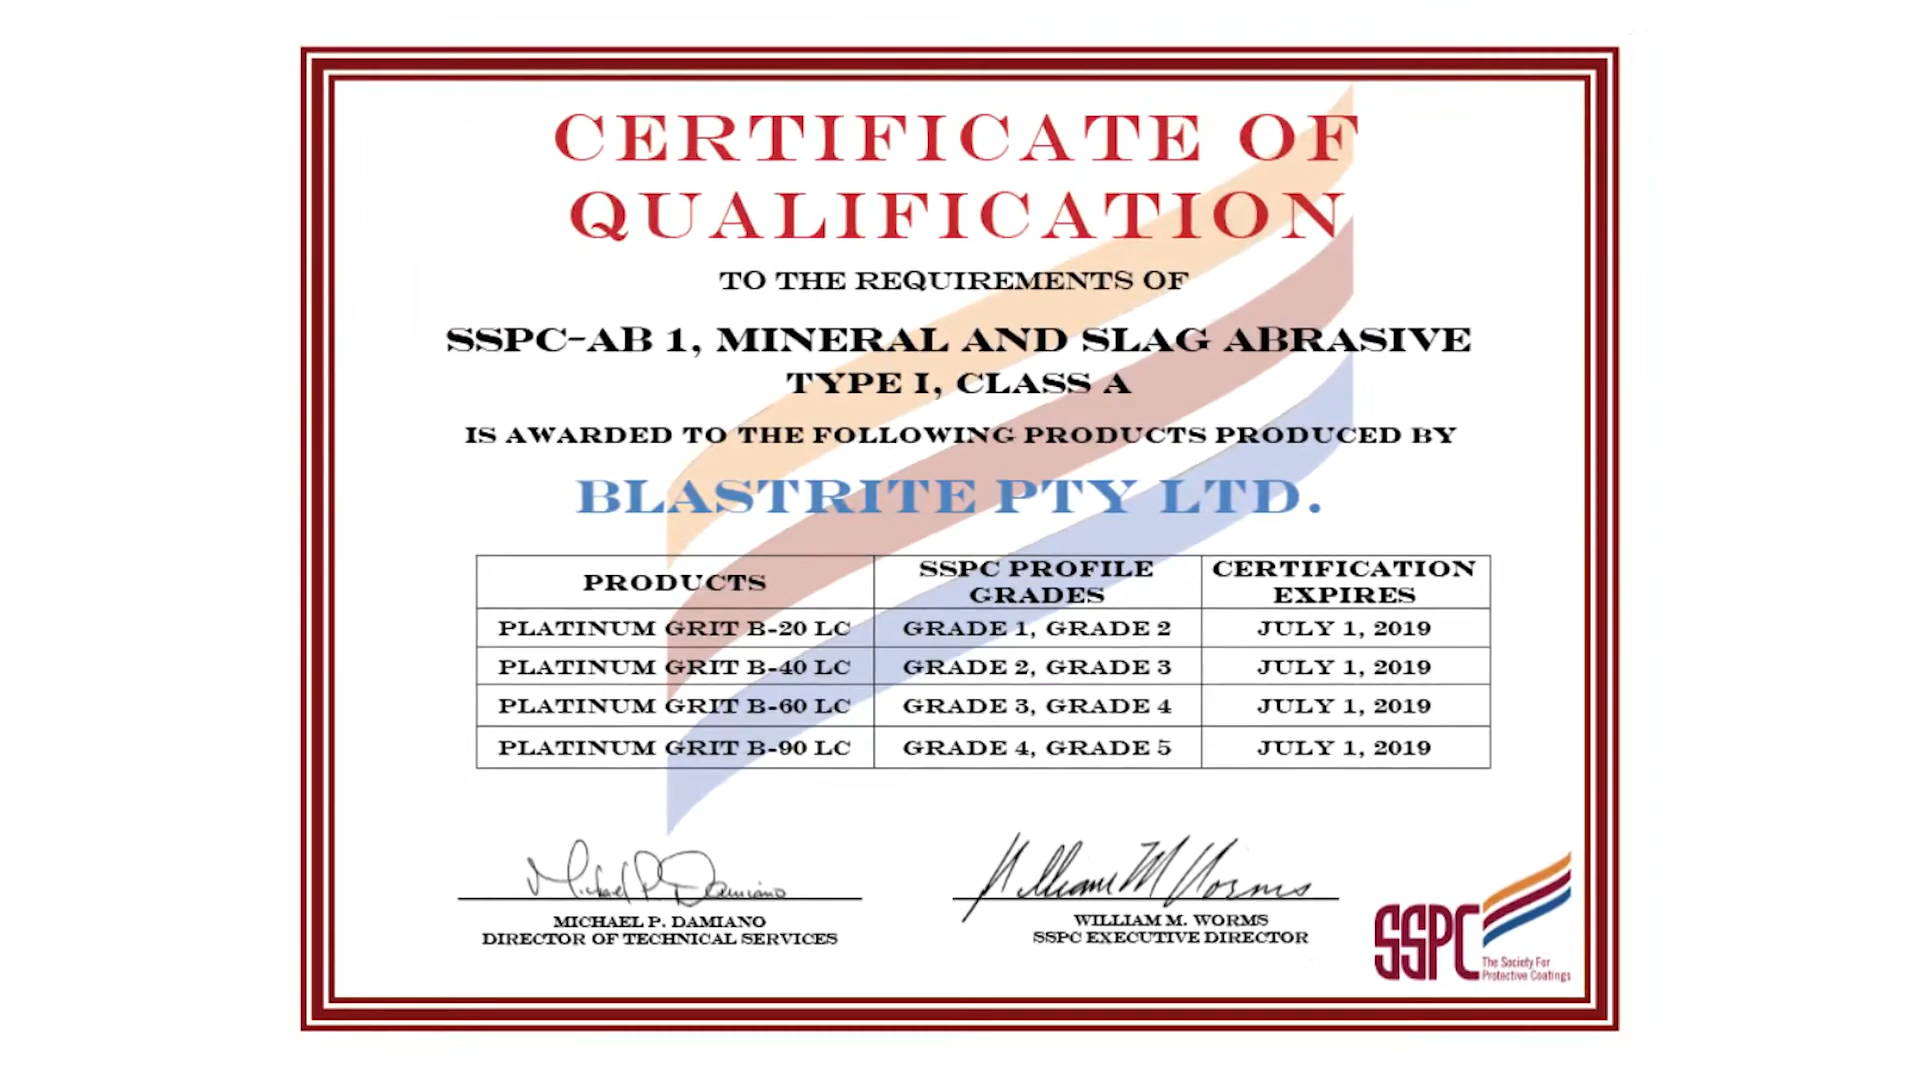 CERTIFICATE OF
QUALIFICATION
TO THE REQUIREMENTS OF
SSPC-AB 1, MINERAL AND SLAG ABRASIVE
TYPE I, CLASS A
IS AWARDED TO THE FOLLOWING PRODUCTS PRODUCED BY
BLASTRITE PTY LTD.
PRODUCTS SSPC PROFILE GRADES CERTIFICATION EXPIRES
PLATINUM GRIT B-20 LC GRADE 1, GRADE 2 JULY 1, 2019
PLATINUM GRIT B-40 LC GRADE 2, GRADE 3 JULY 1, 2019
PLATINUM GRIT B-60 LC GRADE 3, GRADE 4 JULY 1, 2019
PLATINUM GRIT B-90 LC GRADE 4, GRADE 5 JULY 1, 2019
Michael P. Damiano
William M Worms
MICHAEL P. DAMIANO
DIRECTOR OF TECHNICAL SERVICES
WILLIAM M. WORMS
SSPC EXECUTIVE DIRECTOR
SSPC
The Society For
Protective Coatings